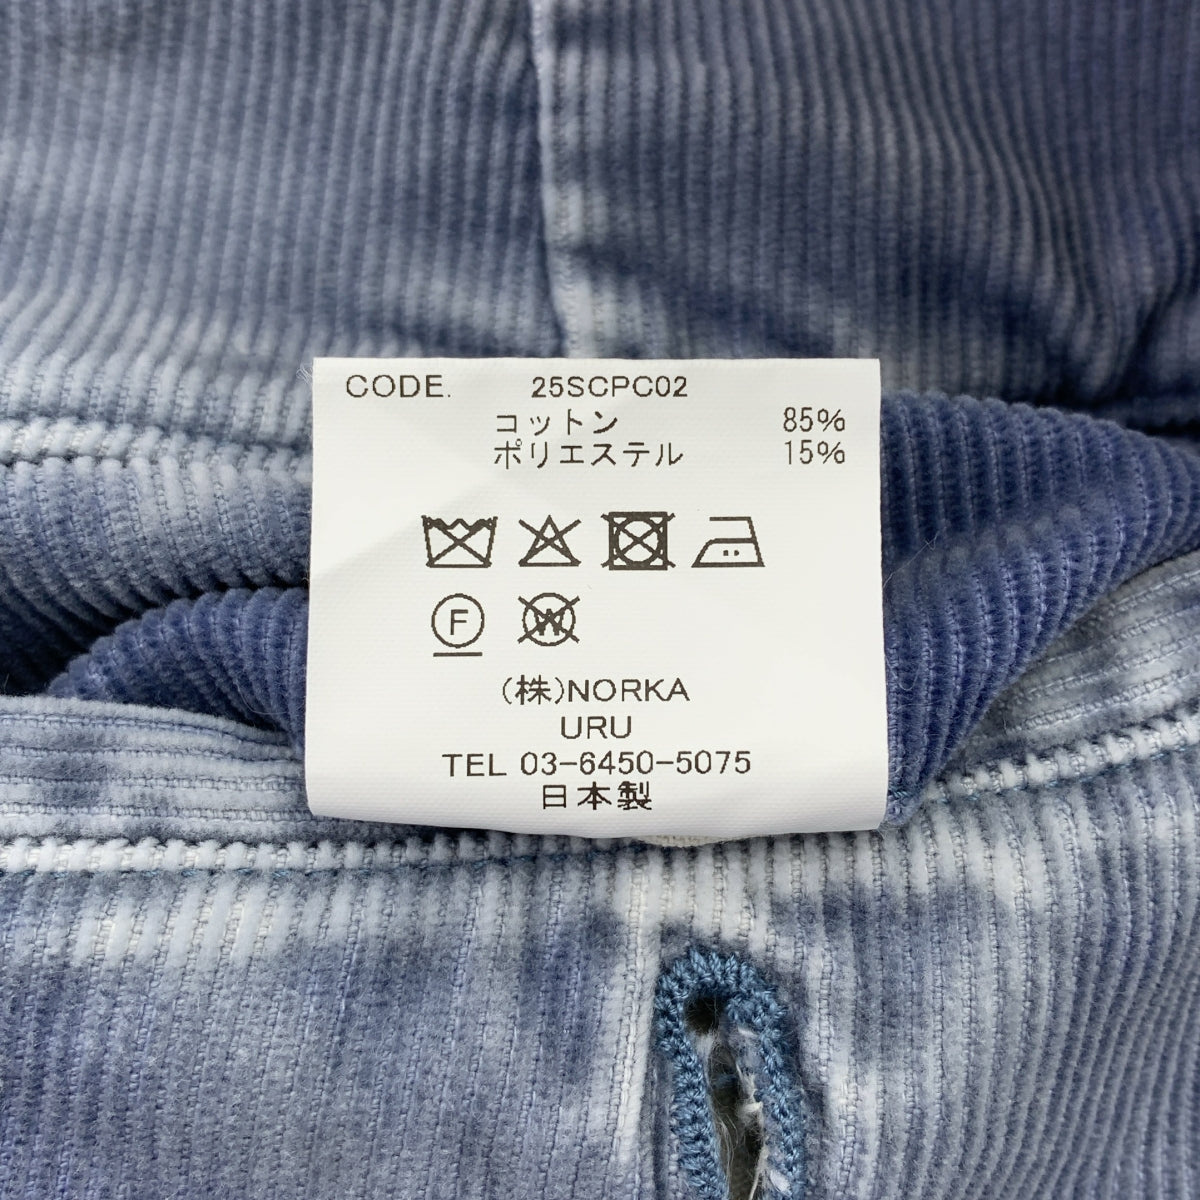 CODE. 25SCPC02
コットン 85%
ポリエステル 15%
F W
(株)NORKA
URU
TEL 03-6450-5075
日本製